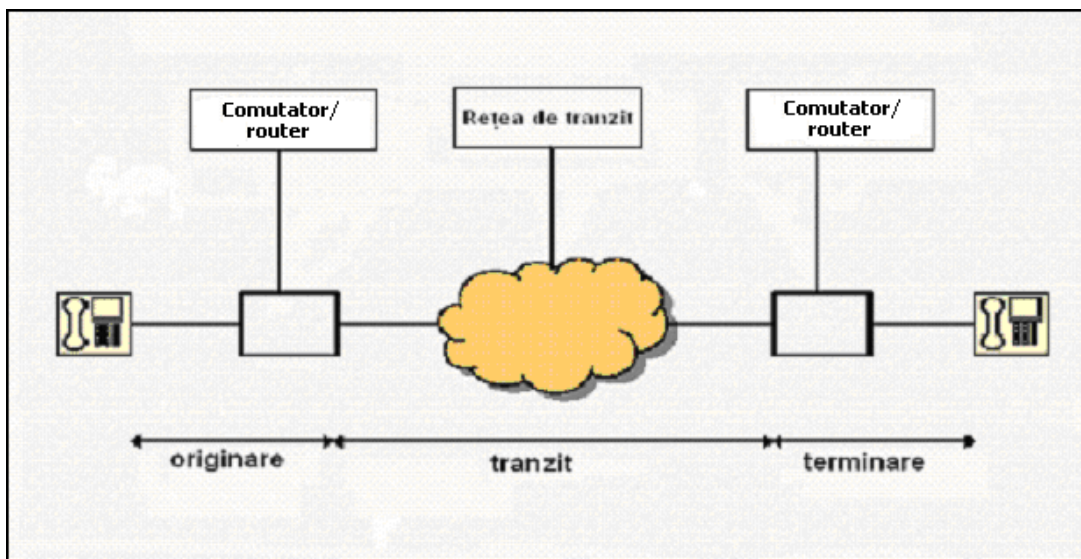 Comutator/
router
Rețea de tranzit
Comutator/
router
originare
tranzit
terminare